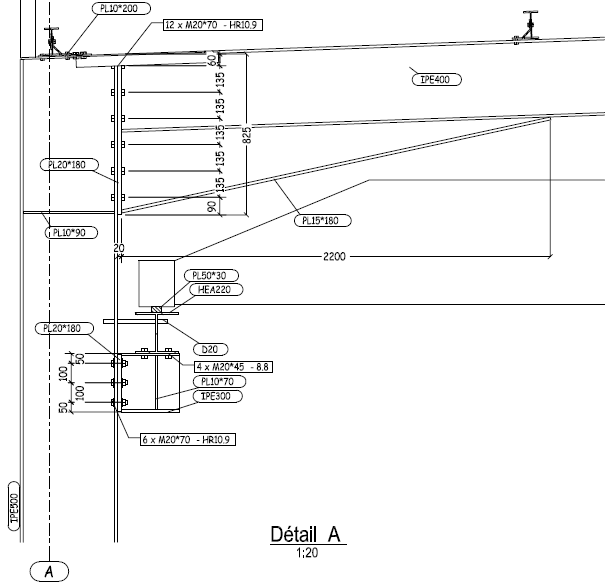 PL10*200
12 x M20*70 - HR10.9
60
135
IPE400
135
135
825
135
PL20*180
135
PL15*180
90
PL10*90
20
2200
PL50*30
HEA220
PL20*180
D20
50
4 x M20*45 - 8.8
100
PL10*70
100
IPE300
50
6 x M20*70 - HR10.9
IPE500
Détail A
1:20
A